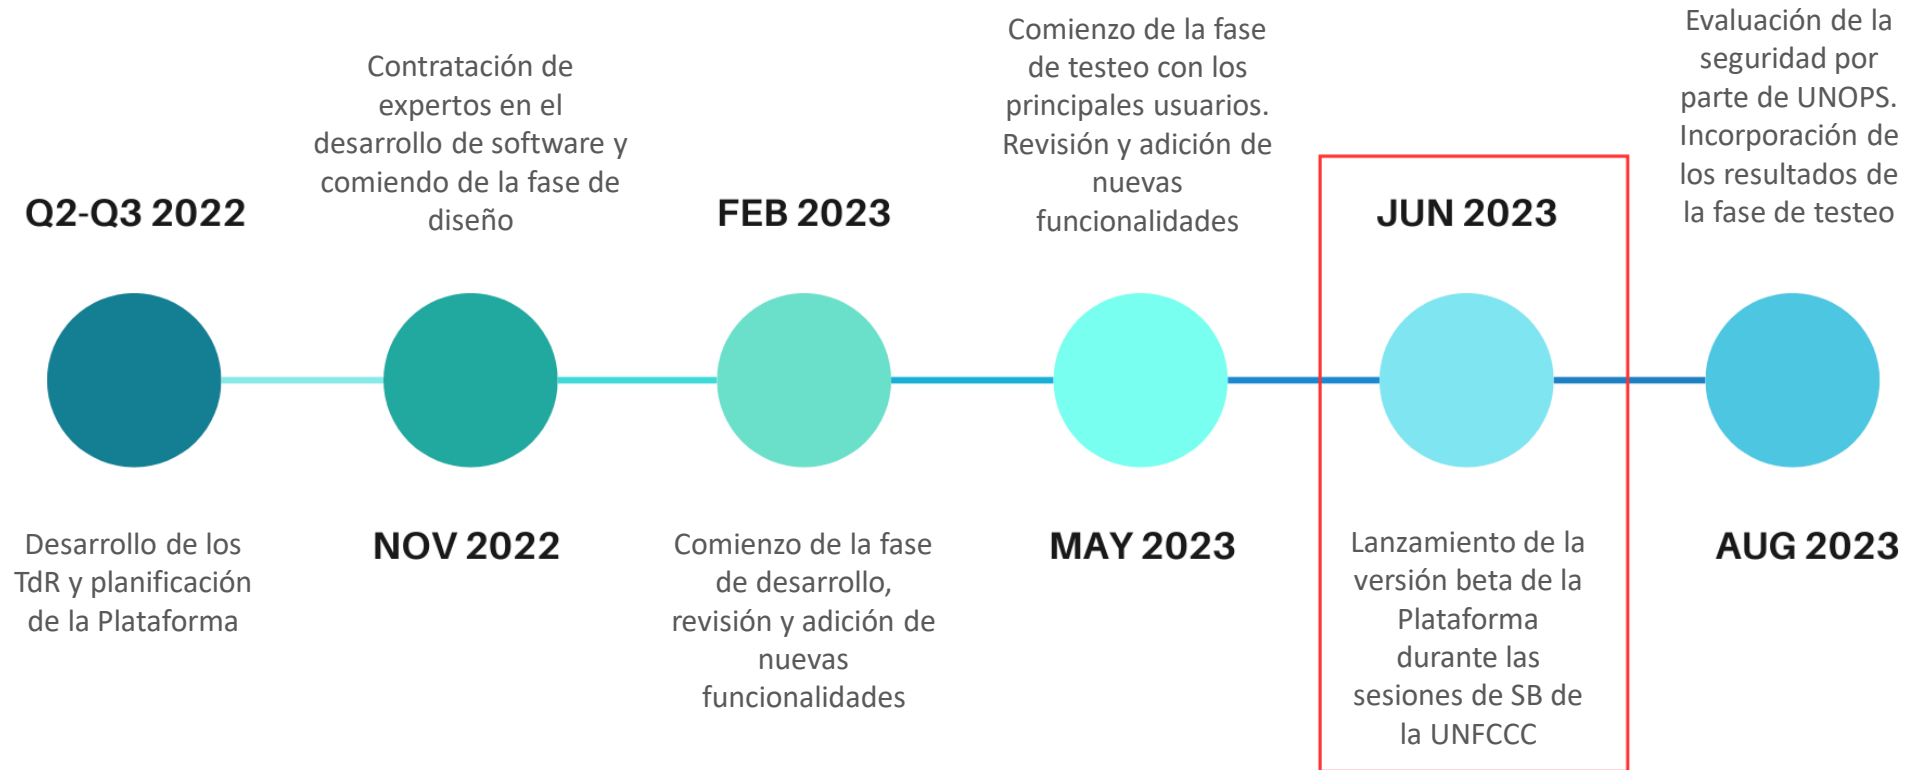 Q2-Q3 2022
Desarrollo de los
TdR y planificación
de la Plataforma
Contratación de
expertos en el
desarrollo de software y
comiendo de la fase de
diseño
NOV 2022
FEB 2023
Comienzo de la fase
de desarrollo,
revisión y adición de
nuevas
funcionalidades
Comienzo de la fase
de testeo con los
principales usuarios.
Revisión y adición de
nuevas
funcionalidades
MAY 2023
JUN 2023
Lanzamiento de la
versión beta de la
Plataforma
durante las
sesiones de SB de
la UNFCCC
Evaluación de la
seguridad por
parte de UNOPS.
Incorporación de
los resultados de
la fase de testeo
AUG 2023